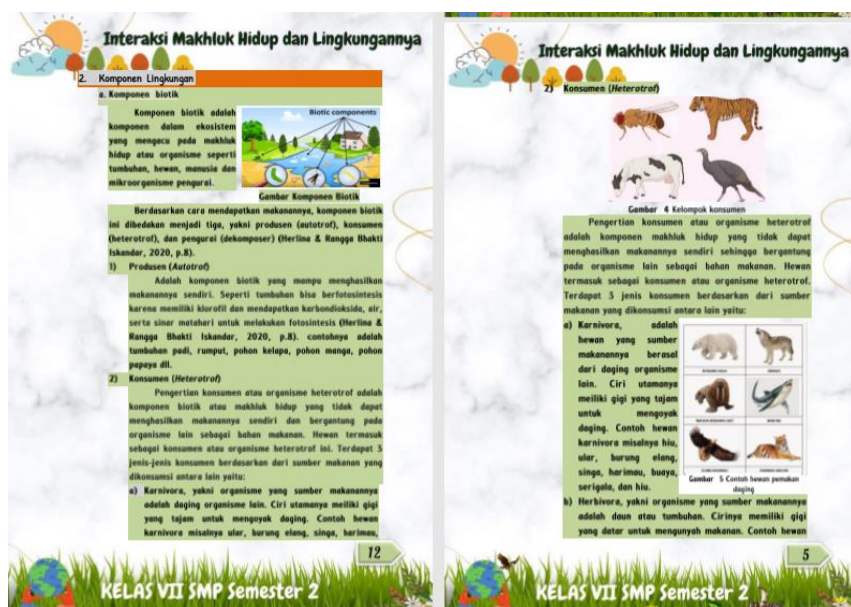 Interaksi Makhluk Hidup dan Lingkungannya
2. Komponen Lingkungan
a. Komponen biotik
Komponen biotik adalah
komponen dalam ekosistem
yang mengacu pada makhluk
hidup atau organisme seperti
tumbuhan, hewan, manusia dan
mikroorganisme pengurai.
Biotic components
Gambar Komponen Biotik
Berdasarkan cara mendapatkan makanannya, komponen biotik
ini dibedakan menjadi tiga, yakni produsen (autotrof), konsumen
(heterotrof), dan pengurai (dekomposer) (Herlina & Rangga Bhakti
Iskandar, 2020, p.8).
1) Produsen (Autotrof)
Adalah komponen biotik yang mampu menghasilkan
makanannya sendiri. Seperti tumbuhan bisa berfotosintesis
karena memiliki klorofil dan mendapatkan karbondioksida, air,
serta sinar matahari untuk melakukan fotosintesis (Herlina &
Rangga Bhakti Iskandar, 2020, p.8). contohnya adalah
tumbuhan padi, rumput, pohon kelapa, pohon manga, pohon
papaya dll.
2) Konsumen (Heterotrof)
Pengertian konsumen atau organisme heterotrof adalah
komponen biotik atau makhluk hidup yang tidak dapat
menghasilkan makanannya sendiri dan bergantung pada
organisme lain sebagai bahan makanan. Hewan termasuk
sebagai konsumen atau organisme heterotrof ini. Terdapat 3
jenis-jenis konsumen berdasarkan dari sumber makanan yang
dikonsumsi antara lain yaitu:
a) Karnivora, yakni organisme yang sumber makanannya
adalah daging organisme lain. Ciri utamanya meiliki gigi
yang tajam untuk mengoyak daging. Contoh hewan
karnivora misalnya ular, burung elang, singa, harimau,
12
KELAS VII SMP Semester 2
Interaksi Makhluk Hidup dan Lingkungannya
2) Konsumen (Heterotrof)
Gambar 4 Kelompok konsumen
Pengertian konsumen atau organisme heterotrof
adalah komponen makhluk hidup yang tidak dapat
menghasilkan makanannya sendiri sehingga bergantung
pada organisme lain sebagai bahan makanan. Hewan
termasuk sebagai konsumen atau organisme heterotrof.
Terdapat 3 jenis konsumen berdasarkan dari sumber
makanan yang dikonsumsi antara lain yaitu:
a) Karnivora, adalah
hewan yang sumber
makanannya berasal
dari daging organisme
lain. Ciri utamanya
meiliki gigi yang tajam
untuk mengoyak
daging. Contoh hewan
karnivora misalnya hiu,
ular, burung elang,
singa, harimau, buaya,
serigala, dan hiu.
Gambar 5 Contoh hewan pemakan
daging
b) Herbivora, yakni organisme yang sumber makanannya
adalah daun atau tumbuhan. Cirinya memiliki gigi
yang datar untuk mengunyah makanan. Contoh hewan
5
KELAS VII SMP Semester 2